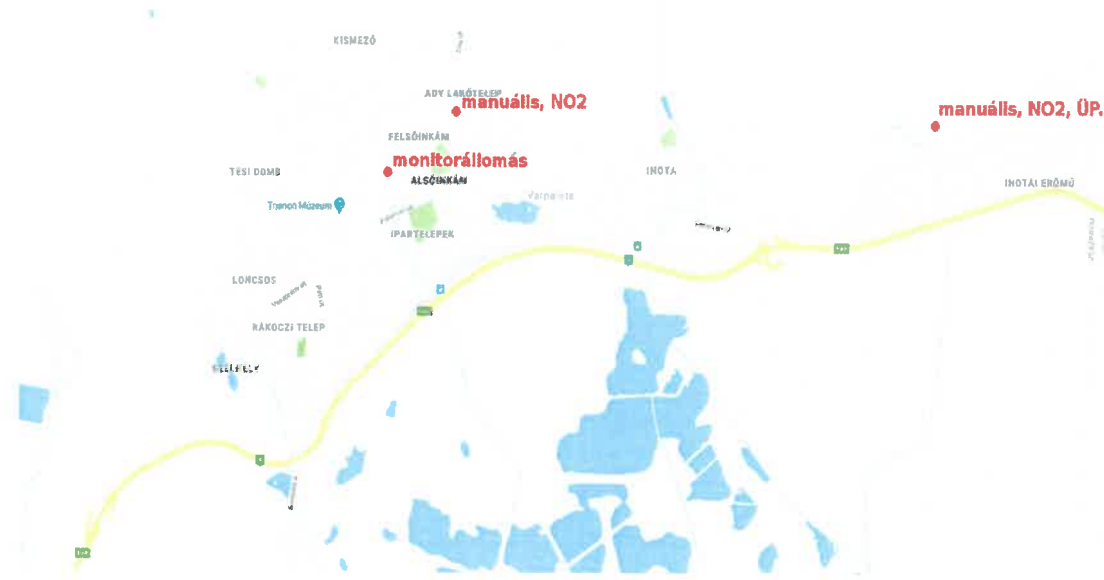 KISMEZŐ
ADY LAKÓTELEP
manuális, NO2
manuális, NO2, ÜP.
FELSŐINKÁM
monitorállomás
TÉSI DOMB
ALSÓINKÁM
INOTA
INOTAI ERŐMŰ
Trianon Múzeum
IPARTELEPEK
LONCSOS
RÁKÓCZI TELEP